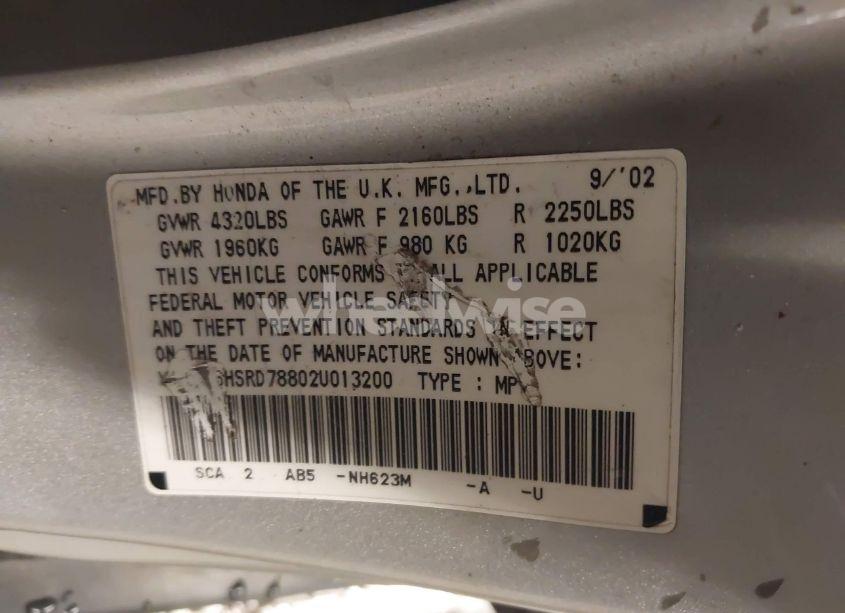 MFD.BY HONDA OF THE U.K. MFG.,LTD. 9/'02
GVWR 4320LBS GAWR F 2160LBS R 2250LBS
GVWR 1960KG GAWR F 980 KG R 1020KG
THIS VEHICLE CONFORMS ALL APPLICABLE
FEDERAL MOTOR VEHICLE SAFETY
wheelwise
AND THEFT PREVENTION STANDARDS IN EFFECT
ON THE DATE OF MANUFACTURE SHOWN ABOVE:
HSRD78802U013200 TYPE : MP
SCA 2 AB5 -NH623M -A -U